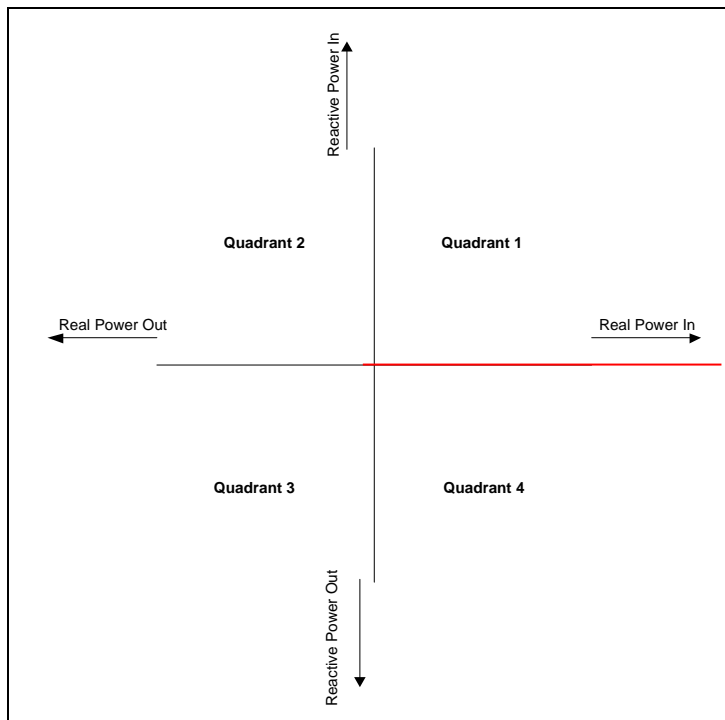 Reactive Power In
Quadrant 2
Quadrant 1
Real Power Out
Real Power In
Quadrant 3
Quadrant 4
Reactive Power Out